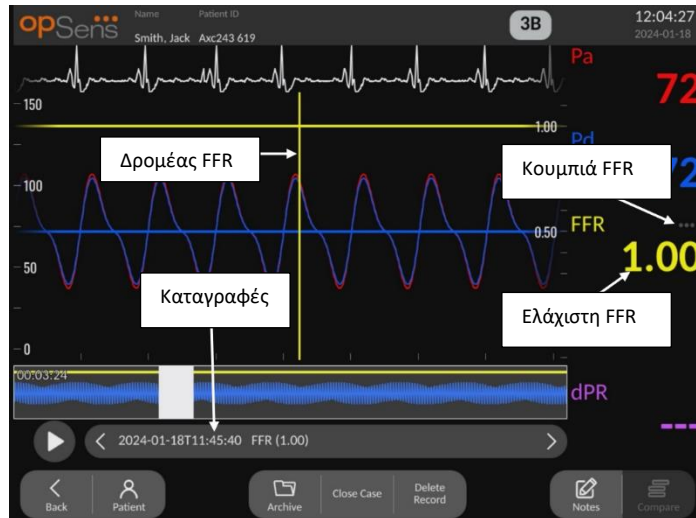 opSens
Name Patient ID
Smith, Jack Axc243 619
3B
12:04:27
2024-01-18
Pa
72
150
1.00
Pd
72
Δρομέας FFR
Κουμπιά FFR
100
...
0.50
FFR
1.00
50
Καταγραφές
Ελάχιστη FFR
0
00:03:24
dPR
---
2024-01-18T11:45:40 FFR (1.00)
Back
Patient
Archive
Close Case
Delete
Record
Notes
Compare